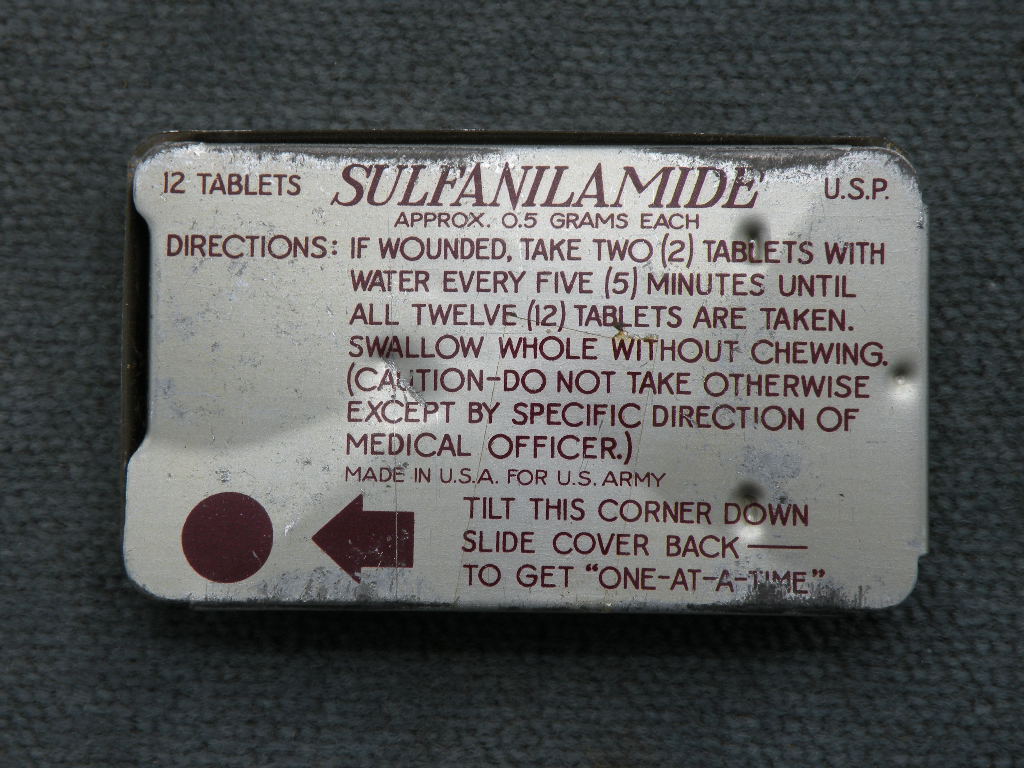 12 TABLETS SULFANILAMIDE U.S.P.
APPROX. 0.5 GRAMS EACH
DIRECTIONS: IF WOUNDED, TAKE TWO (2) TABLETS WITH
WATER EVERY FIVE (5) MINUTES UNTIL
ALL TWELVE (12) TABLETS ARE TAKEN.
SWALLOW WHOLE WITHOUT CHEWING.
(CAUTION-DO NOT TAKE OTHERWISE
EXCEPT BY SPECIFIC DIRECTION OF
MEDICAL OFFICER.)
MADE IN U.S.A. FOR U.S. ARMY
TILT THIS CORNER DOWN
SLIDE COVER BACK —
TO GET "ONE-AT-A-TIME"